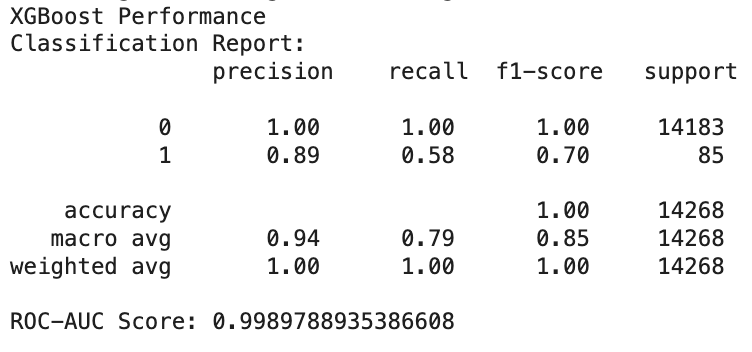 XGBoost Performance
Classification Report:
precision recall f1-score support
0 1.00 1.00 1.00 14183
1 0.89 0.58 0.70 85
accuracy 1.00 14268
macro avg 0.94 0.79 0.85 14268
weighted avg 1.00 1.00 1.00 14268
ROC-AUC Score: 0.9989788935386608